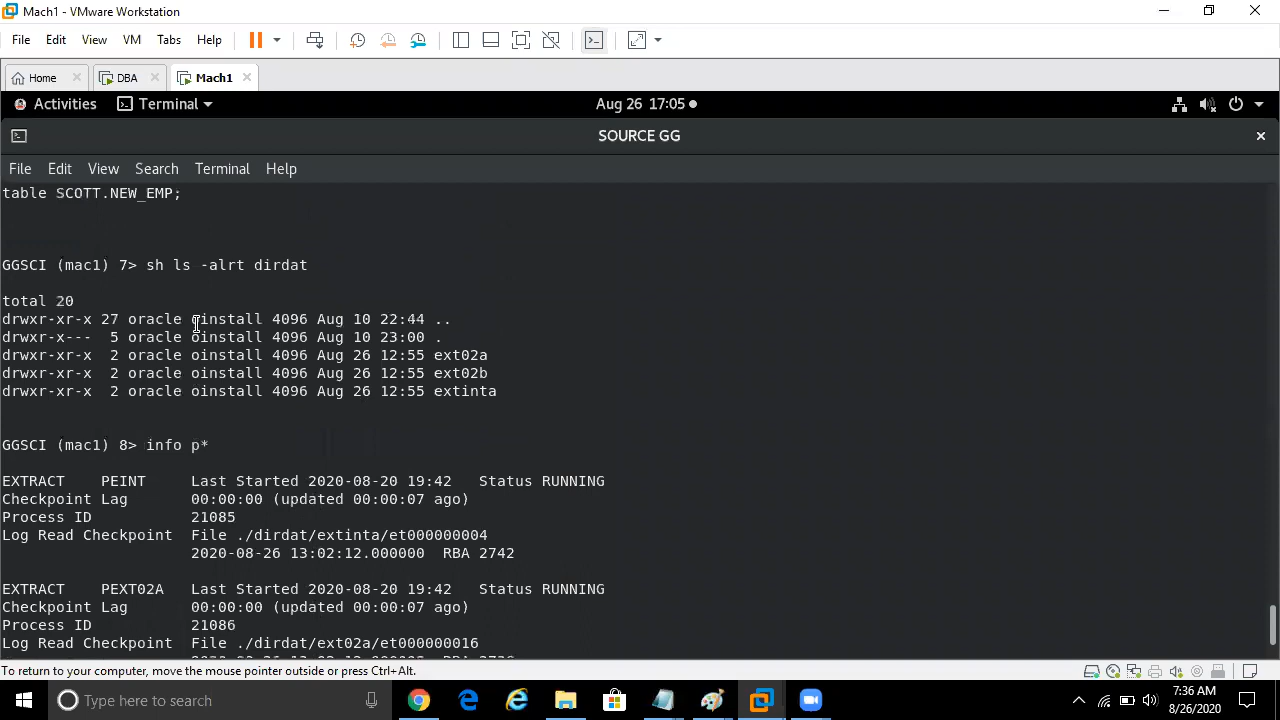 Mach1 - VMware Workstation
File Edit View VM Tabs Help
Home DBA Mach1
Activities Terminal Aug 26 17:05
SOURCE GG
File Edit View Search Terminal Help
table SCOTT.NEW_EMP;
GGSCI (mac1) 7> sh ls -alrt dirdat
total 20
drwxr-xr-x 27 oracle oinstall 4096 Aug 10 22:44 ..
drwxr-x--- 5 oracle oinstall 4096 Aug 10 23:00 .
drwxr-xr-x 2 oracle oinstall 4096 Aug 26 12:55 ext02a
drwxr-xr-x 2 oracle oinstall 4096 Aug 26 12:55 ext02b
drwxr-xr-x 2 oracle oinstall 4096 Aug 26 12:55 extinta
GGSCI (mac1) 8> info p*
EXTRACT PEINT Last Started 2020-08-20 19:42 Status RUNNING
Checkpoint Lag 00:00:00 (updated 00:00:07 ago)
Process ID 21085
Log Read Checkpoint File ./dirdat/extinta/et000000004
2020-08-26 13:02:12.000000 RBA 2742
EXTRACT PEXT02A Last Started 2020-08-20 19:42 Status RUNNING
Checkpoint Lag 00:00:00 (updated 00:00:07 ago)
Process ID 21086
Log Read Checkpoint File ./dirdat/ext02a/et000000016
To return to your computer, move the mouse pointer outside or press Ctrl+Alt.
Type here to search
7:36 AM
8/26/2020